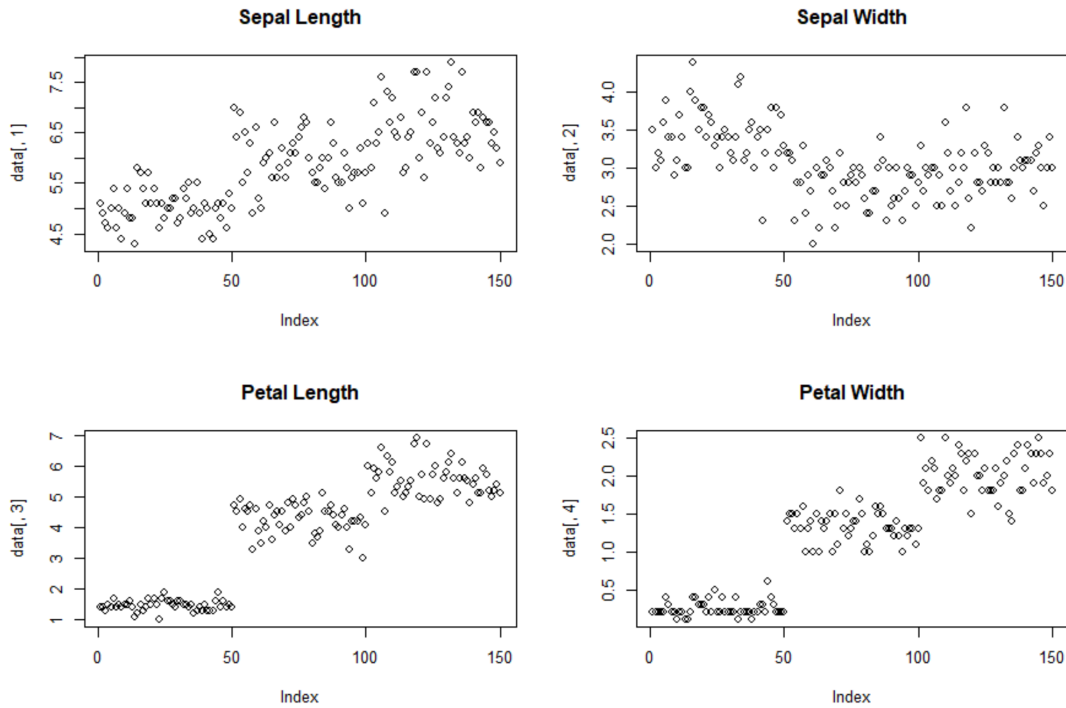 Sepal Length
data[, 1]
4.5 5.5 6.5 7.5
0 50 100 150
Index
Sepal Width
data[, 2]
2.0 2.5 3.0 3.5 4.0
0 50 100 150
Index
Petal Length
data[, 3]
1 2 3 4 5 6 7
0 50 100 150
Index
Petal Width
data[, 4]
0.5 1.0 1.5 2.0 2.5
0 50 100 150
Index